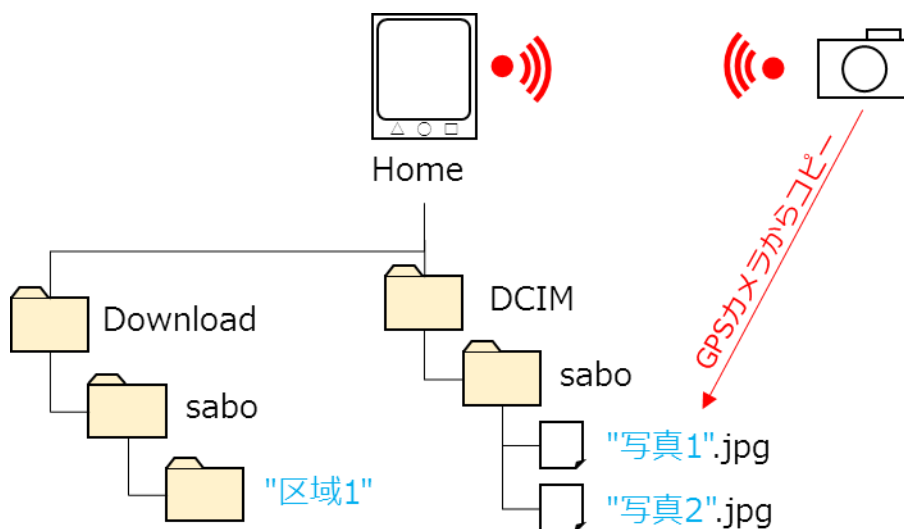 Home
GPSカメラからコピー
Download
DCIM
sabo
sabo
"区域1"
"写真1".jpg
"写真2".jpg